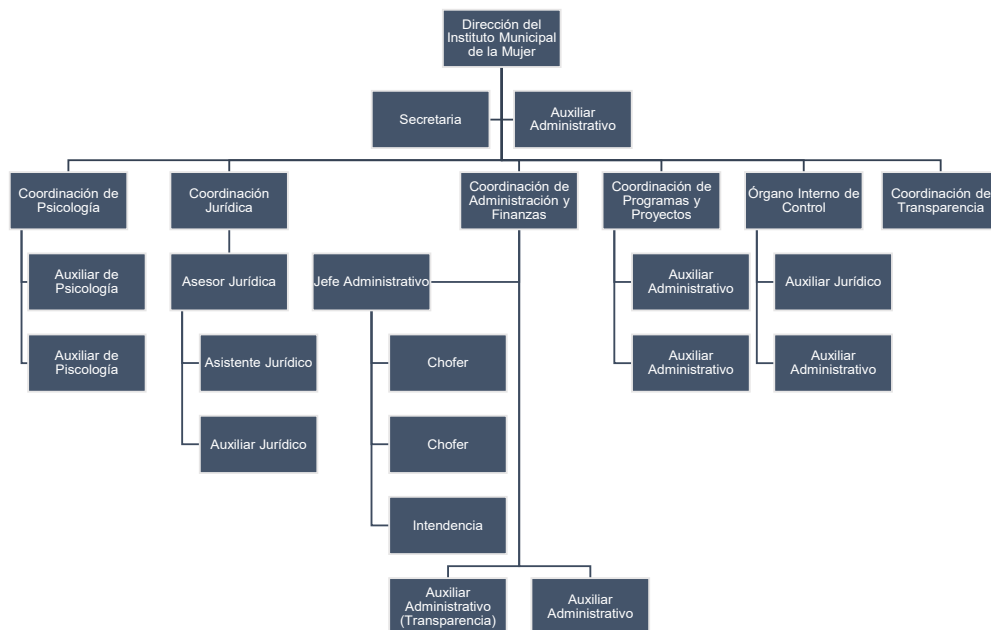 Dirección del
Instituto Municipal
de la Mujer
Secretaria
Auxiliar
Administrativo
Coordinación de
Psicología
Coordinación
Jurídica
Coordinación de
Administración y
Finanzas
Coordinación de
Programas y
Proyectos
Órgano Interno de
Control
Coordinación de
Transparencia
Auxiliar de
Psicología
Asesor Jurídica
Jefe Administrativo
Auxiliar
Administrativo
Auxiliar Jurídico
Auxiliar de
Piscología
Asistente Jurídico
Chofer
Auxiliar
Administrativo
Auxiliar
Administrativo
Auxiliar Jurídico
Chofer
Intendencia
Auxiliar
Administrativo
(Transparencia)
Auxiliar
Administrativo